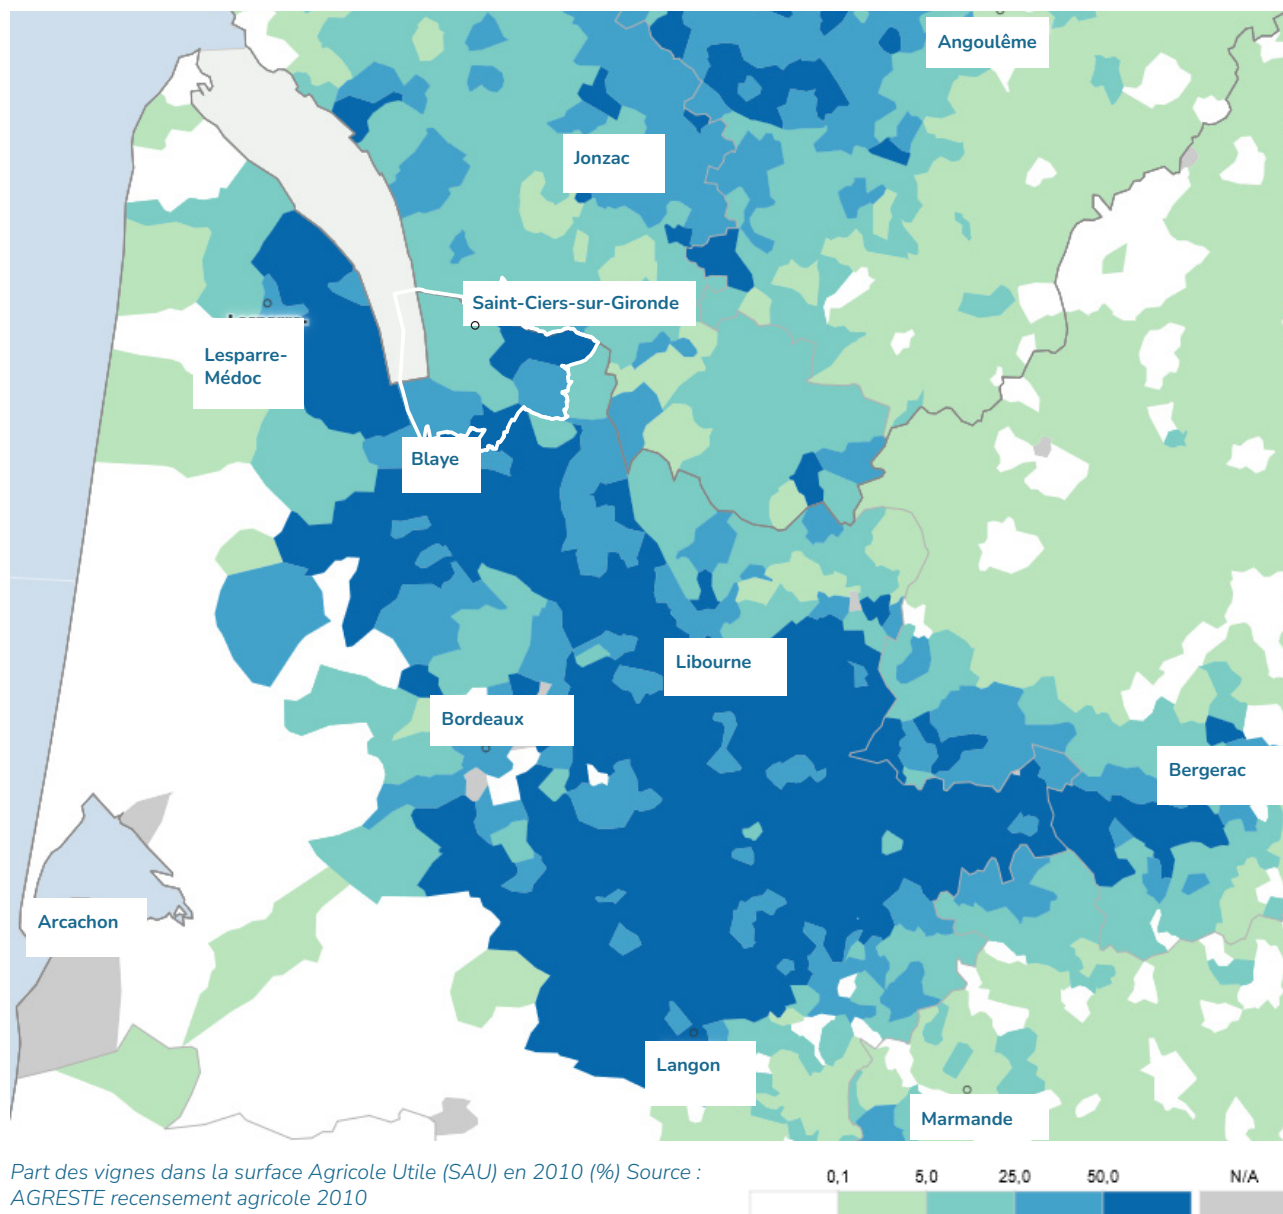 Angoulême
Jonzac
Saint-Ciers-sur-Gironde
Lesparre-
Médoc
Blaye
Libourne
Bordeaux
Bergerac
Arcachon
Langon
Marmande
Part des vignes dans la surface Agricole Utile (SAU) en 2010 (%) Source :
AGRESTE recensement agricole 2010
0,1 5,0 25,0 50,0 N/A